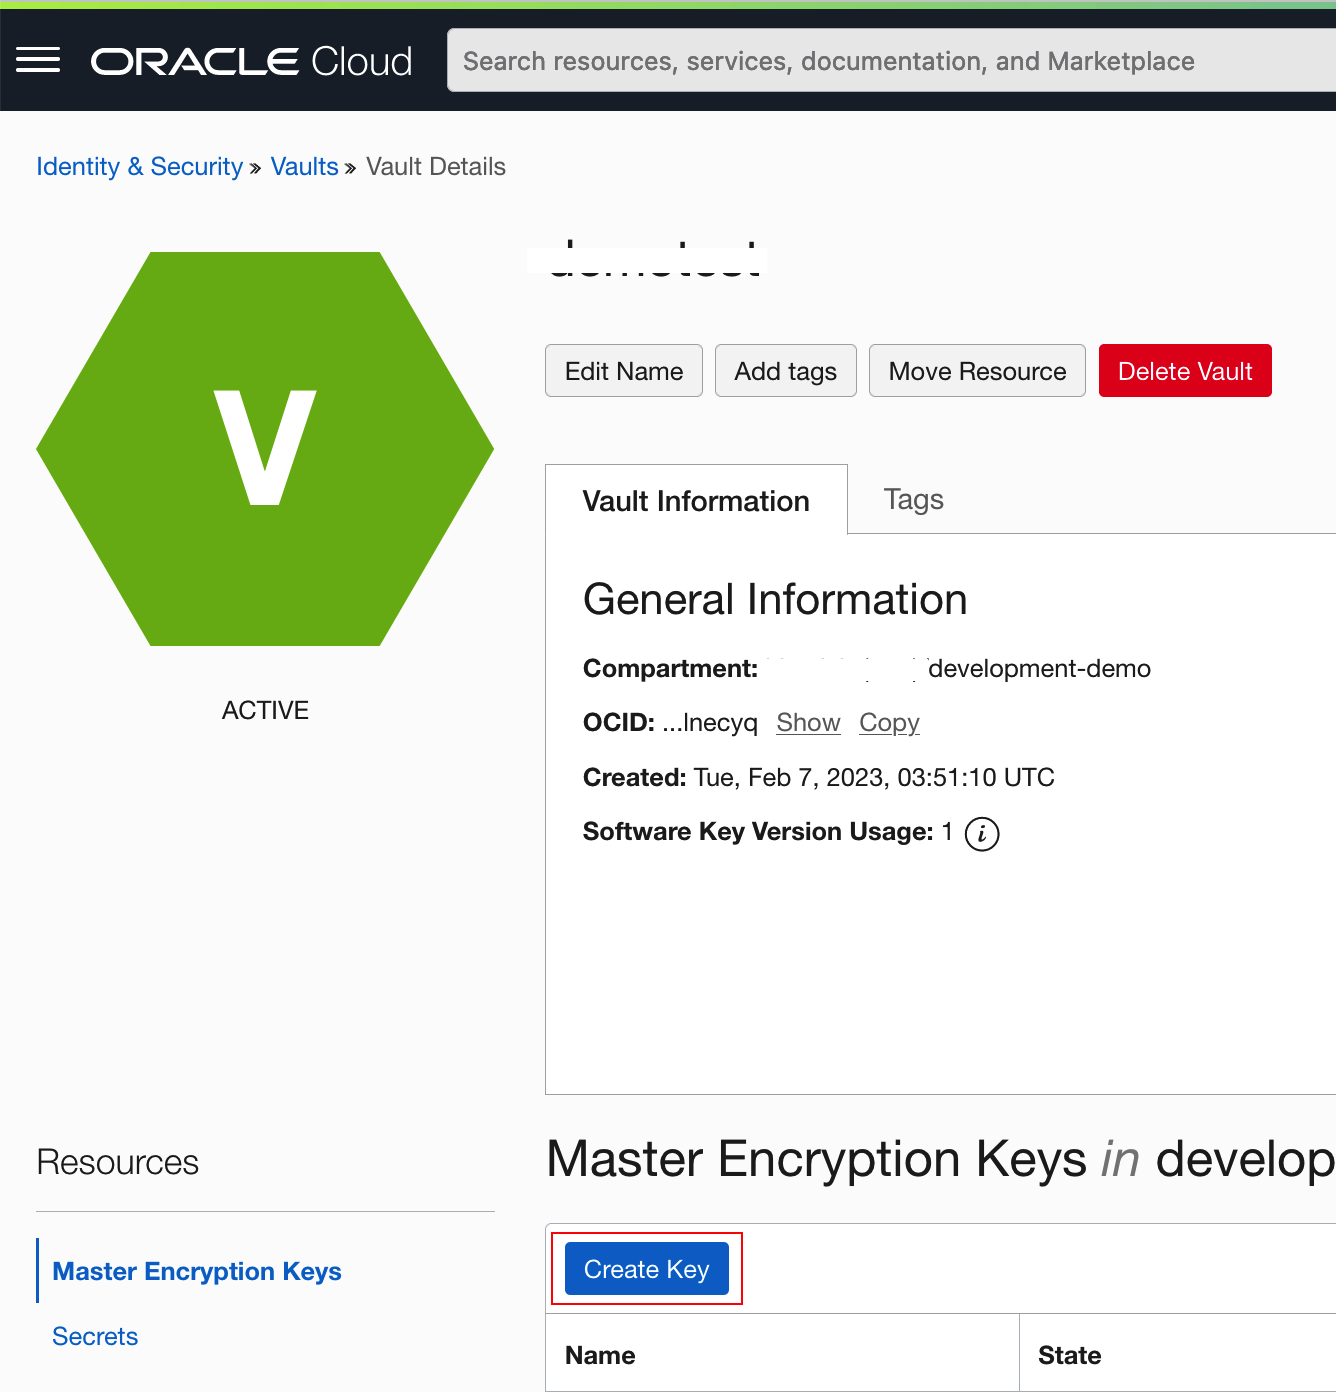 ORACLE Cloud
Search resources, services, documentation, and Marketplace
Identity & Security » Vaults » Vault Details
V
Edit Name
Add tags
Move Resource
Delete Vault
Vault Information
Tags
General Information
Compartment: development-demo
OCID: ...lnecyq Show Copy
Created: Tue, Feb 7, 2023, 03:51:10 UTC
Software Key Version Usage: 1 i
ACTIVE
Resources
Master Encryption Keys
Secrets
Master Encryption Keys in develop
Create Key
Name
State